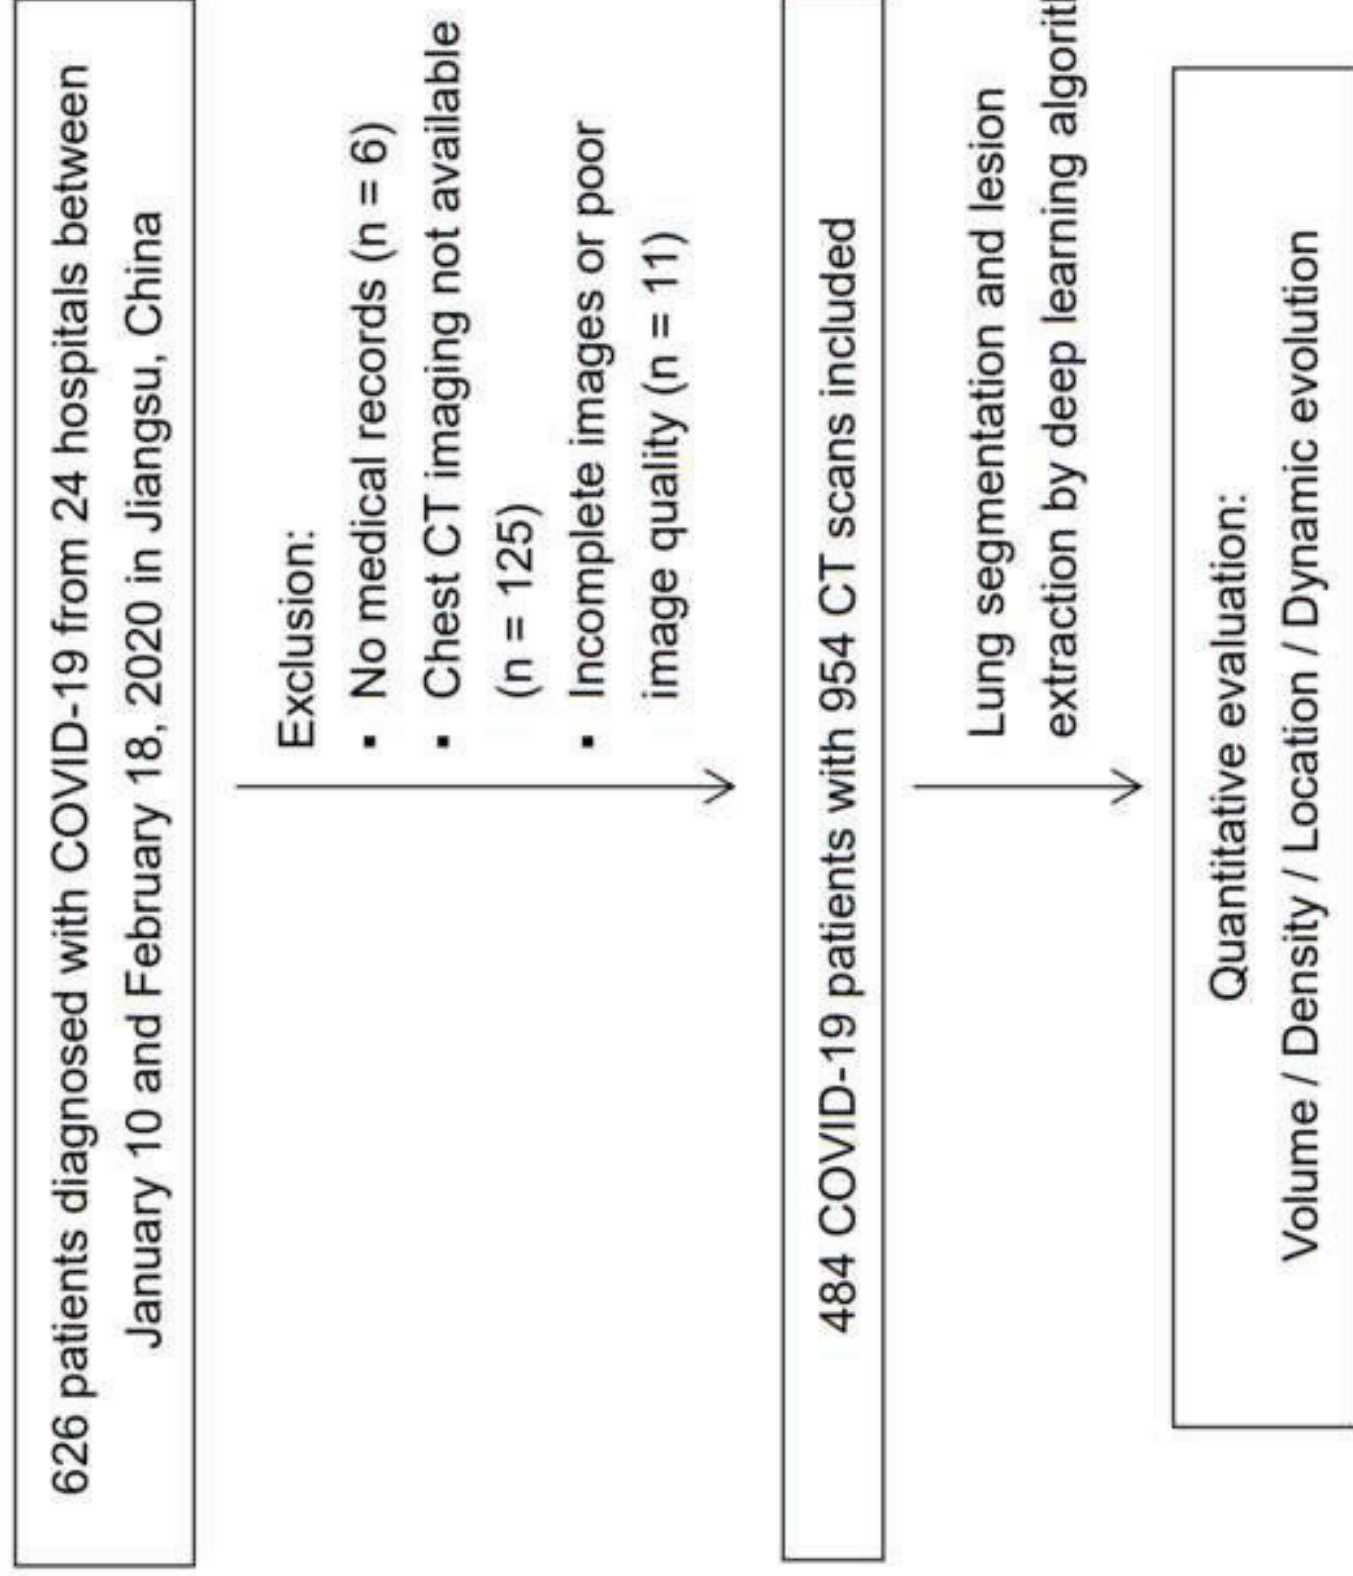 626 patients diagnosed with COVID-19 from 24 hospitals between
January 10 and February 18, 2020 in Jiangsu, China
Exclusion:
▪ No medical records (n = 6)
▪ Chest CT imaging not available
(n = 125)
▪ Incomplete images or poor
image quality (n = 11)
484 COVID-19 patients with 954 CT scans included
Lung segmentation and lesion
extraction by deep learning
Quantitative evaluation:
Volume / Density / Location / Dynamic evolution